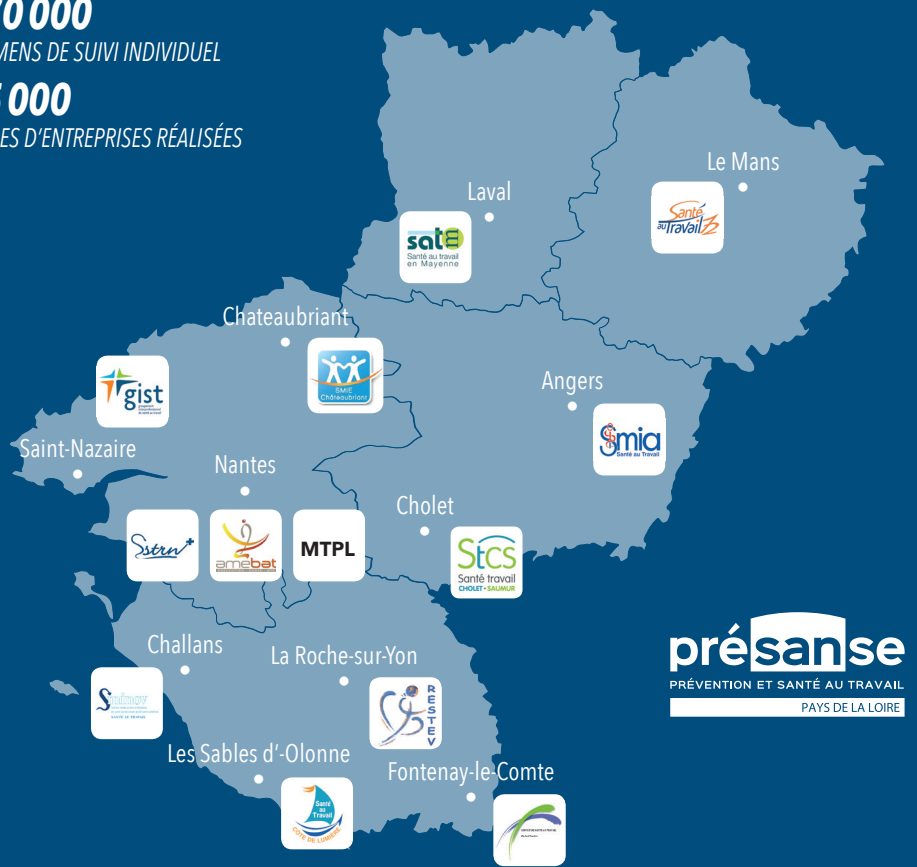 0 000
MENS DE SUIVI INDIVIDUEL
000
ES D'ENTREPRISES RÉALISÉES
Le Mans
Santé
au Travail 72
Laval
sat
Santé au travail
en Mayenne
Chateaubriant
SMIE
Châteaubriant
gist
Angers
Smia
Santé au Travail
Saint-Nazaire
Nantes
Cholet
Sstrn+
amebat
MTPL
Stcs
Santé travail
CHOLET • SAUMUR
présanse
PRÉVENTION ET SANTÉ AU TRAVAIL
PAYS DE LA LOIRE
Challans
La Roche-sur-Yon
Smimov
SANTÉ AU TRAVAIL
RESTEV
Les Sables d'-Olonne
Fontenay-le-Comte
Santé
au
Travail
CÔTE DE LUMIÈRE